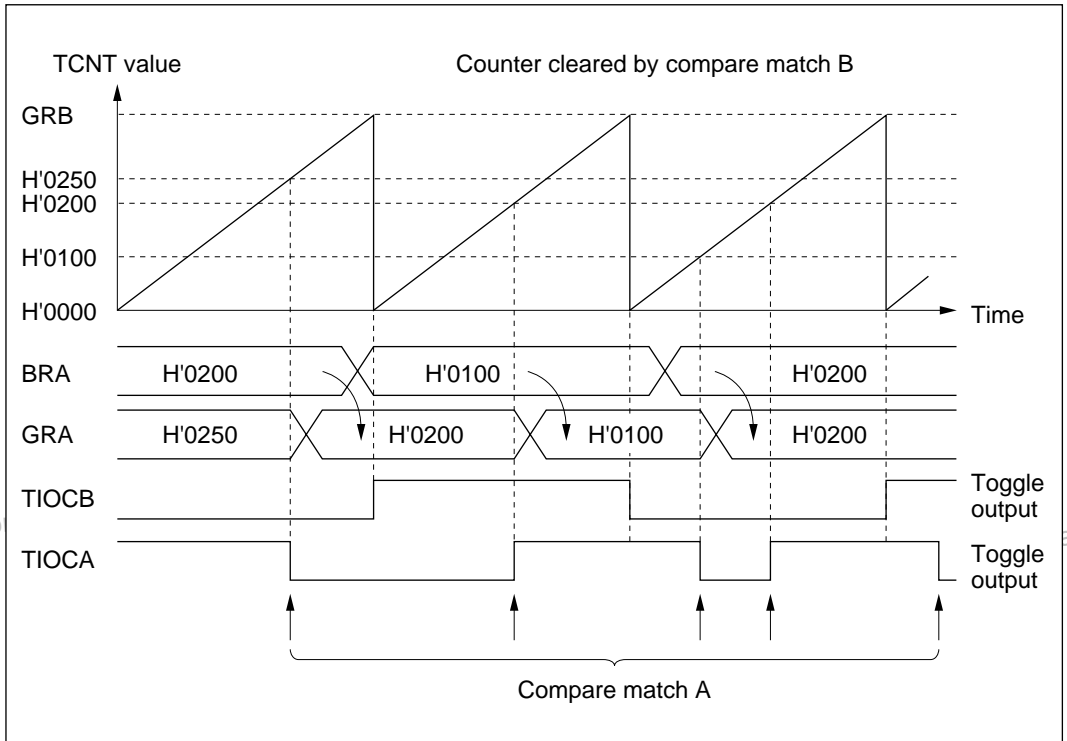 TCNT value
Counter cleared by compare match B
GRB
H'0250
H'0200
H'0100
H'0000
Time
BRA
H'0200
H'0100
H'0200
GRA
H'0250
H'0200
H'0100
H'0200
TIOCB
Toggle
output
TIOCA
Toggle
output
Compare match A